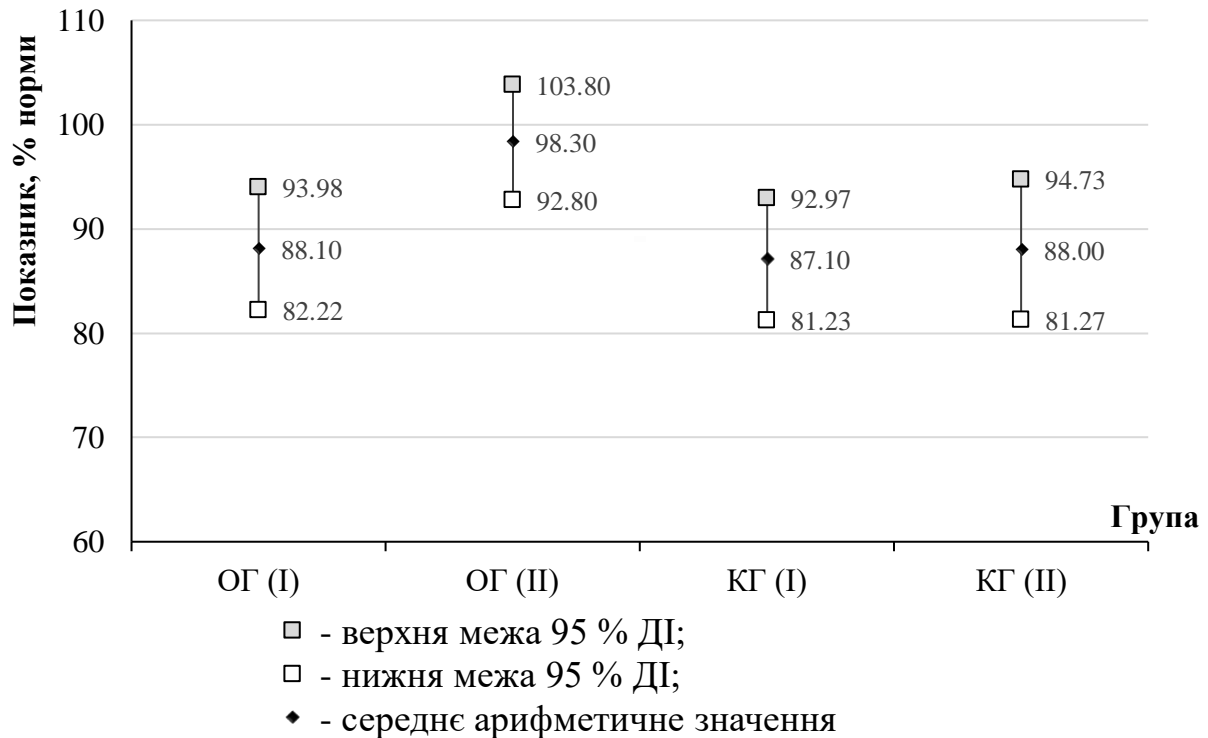 Показник, % норми
110
100
90
80
70
60
93.98
88.10
82.22
103.80
98.30
92.80
92.97
87.10
81.23
94.73
88.00
81.27
Група
ОГ (І)
ОГ (ІІ)
КГ (І)
КГ (ІІ)
- верхня межа 95 % ДІ;
- нижня межа 95 % ДІ;
- середнє арифметичне значення